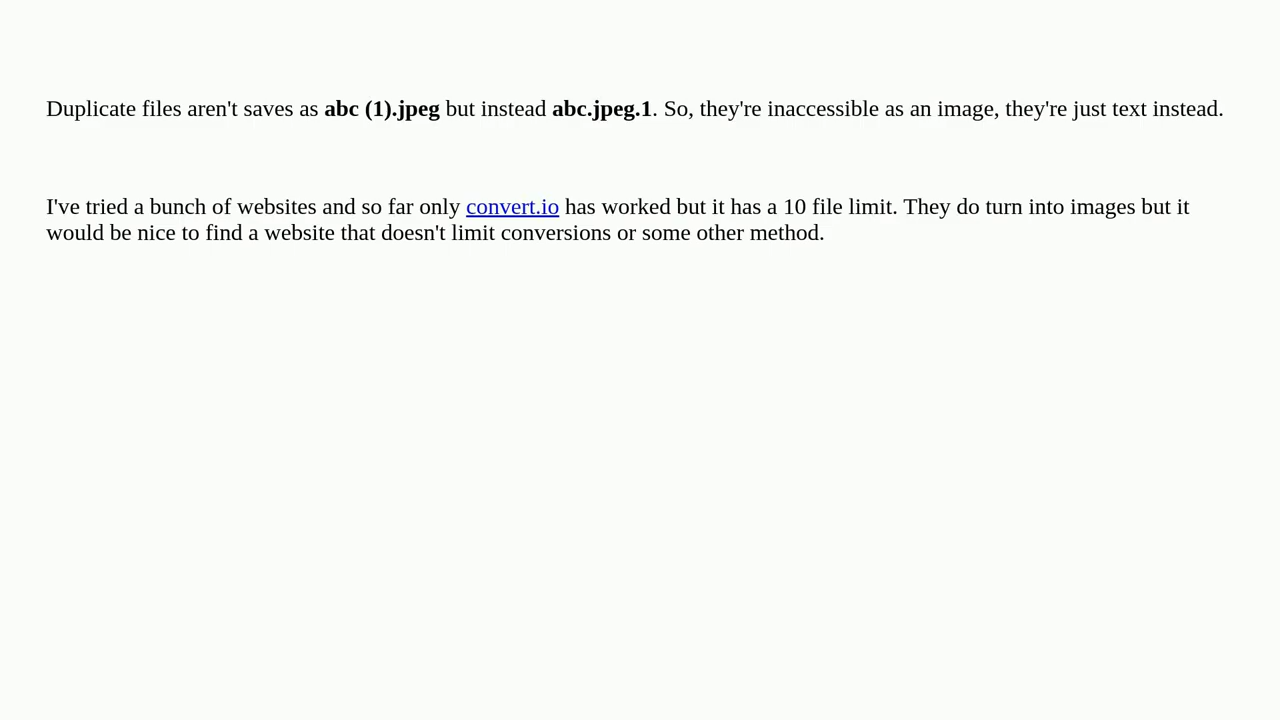 Duplicate files aren't saves as abc (1).jpeg but instead abc.jpeg.1. So, they're inaccessible as an image, they're just text instead.
I've tried a bunch of websites and so far only convert.io has worked but it has a 10 file limit. They do turn into images but it
would be nice to find a website that doesn't limit conversions or some other method.